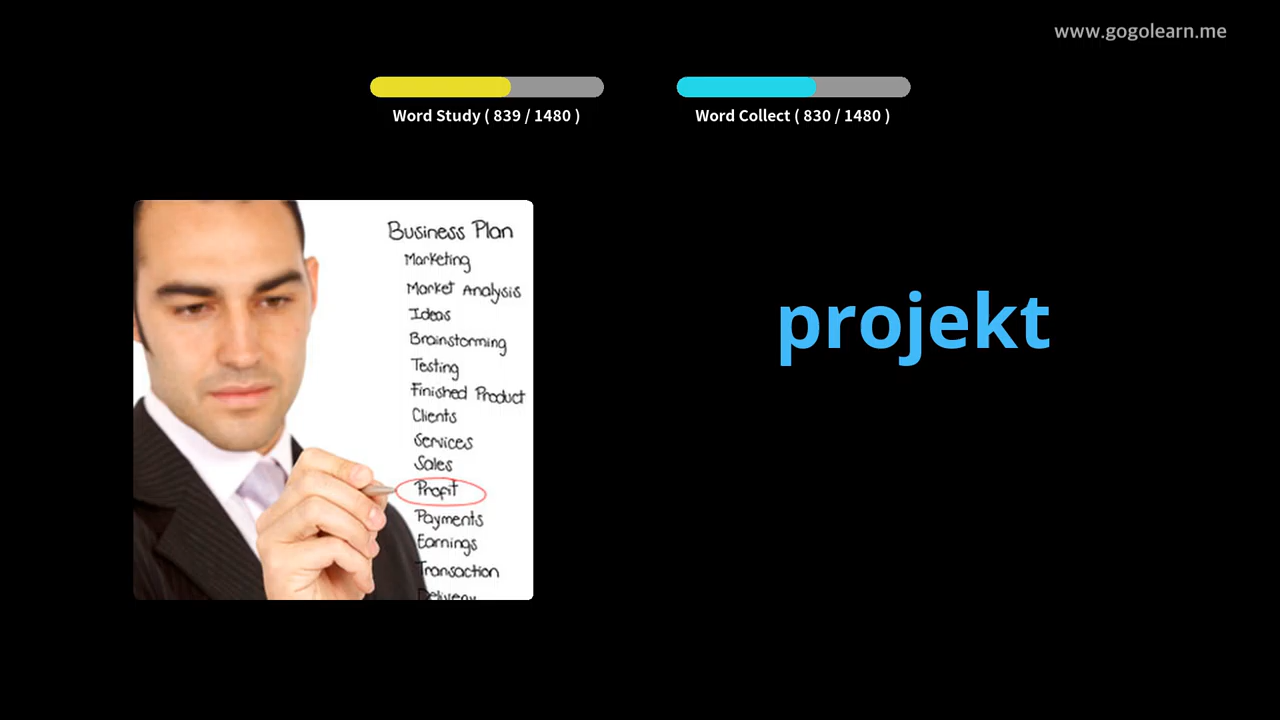 www.gogolearn.me
Word Study ( 839 / 1480 )
Word Collect ( 830 / 1480 )
Business Plan
Marketing
Market Analysis
Ideas
Brainstorming
Testing
Finished Product
Clients
Services
Sales
Profit
Payments
Earnings
Transaction
Delivery
projekt